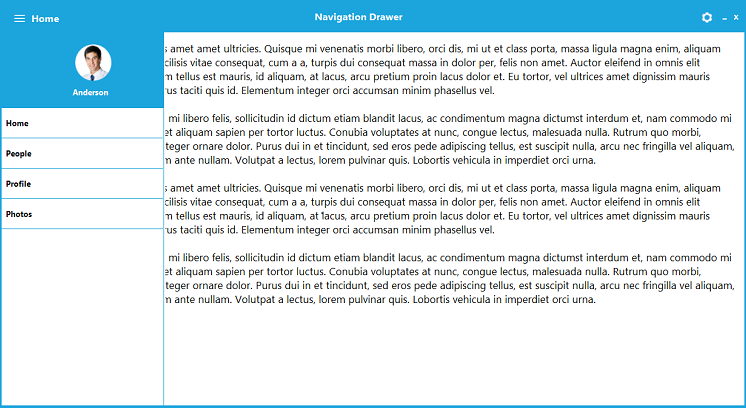 Home
Navigation Drawer
x
Anderson
Home
People
Profile
Photos
amet amet ultricies. Quisque mi venenatis morbi libero, orci dis, mi ut et class porta, massa ligula magna enim, aliquam
vitae consequat, cum a a, turpis dui consequat massa in dolor per, felis non amet. Auctor eleifend in omnis elit
tellus est mauris, id aliquam, at lacus, arcu pretium proin lacus dolor et. Eu tortor, vel ultrices amet dignissim mauris
taciti quis id. Elementum integer orci accumsan minim phasellus vel.
mi libero felis, sollicitudin id dictum etiam blandit lacus, ac condimentum magna dictumst interdum et, nam commodo mi
et aliquam sapien per tortor luctus. Conubia voluptates at nunc, congue lectus, malesuada nulla. Rutrum quo morbi,
ornare dolor. Purus dui in et tincidunt, sed eros pede adipiscing tellus, est suscipit nulla, arcu nec fringilla vel aliquam,
ante nullam. Volutpat a lectus, lorem pulvinar quis. Lobortis vehicula in imperdiet orci urna.
amet amet ultricies. Quisque mi venenatis morbi libero, orci dis, mi ut et class porta, massa ligula magna enim, aliquam
vitae consequat, cum a a, turpis dui consequat massa in dolor per, felis non amet. Auctor eleifend in omnis elit
tellus est mauris, id aliquam, at lacus, arcu pretium proin lacus dolor et. Eu tortor, vel ultrices amet dignissim mauris
taciti quis id. Elementum integer orci accumsan minim phasellus vel.
mi libero felis, sollicitudin id dictum etiam blandit lacus, ac condimentum magna dictumst interdum et, nam commodo mi
et aliquam sapien per tortor luctus. Conubia voluptates at nunc, congue lectus, malesuada nulla. Rutrum quo morbi,
ornare dolor. Purus dui in et tincidunt, sed eros pede adipiscing tellus, est suscipit nulla, arcu nec fringilla vel aliquam,
ante nullam. Volutpat a lectus, lorem pulvinar quis. Lobortis vehicula in imperdiet orci urna.